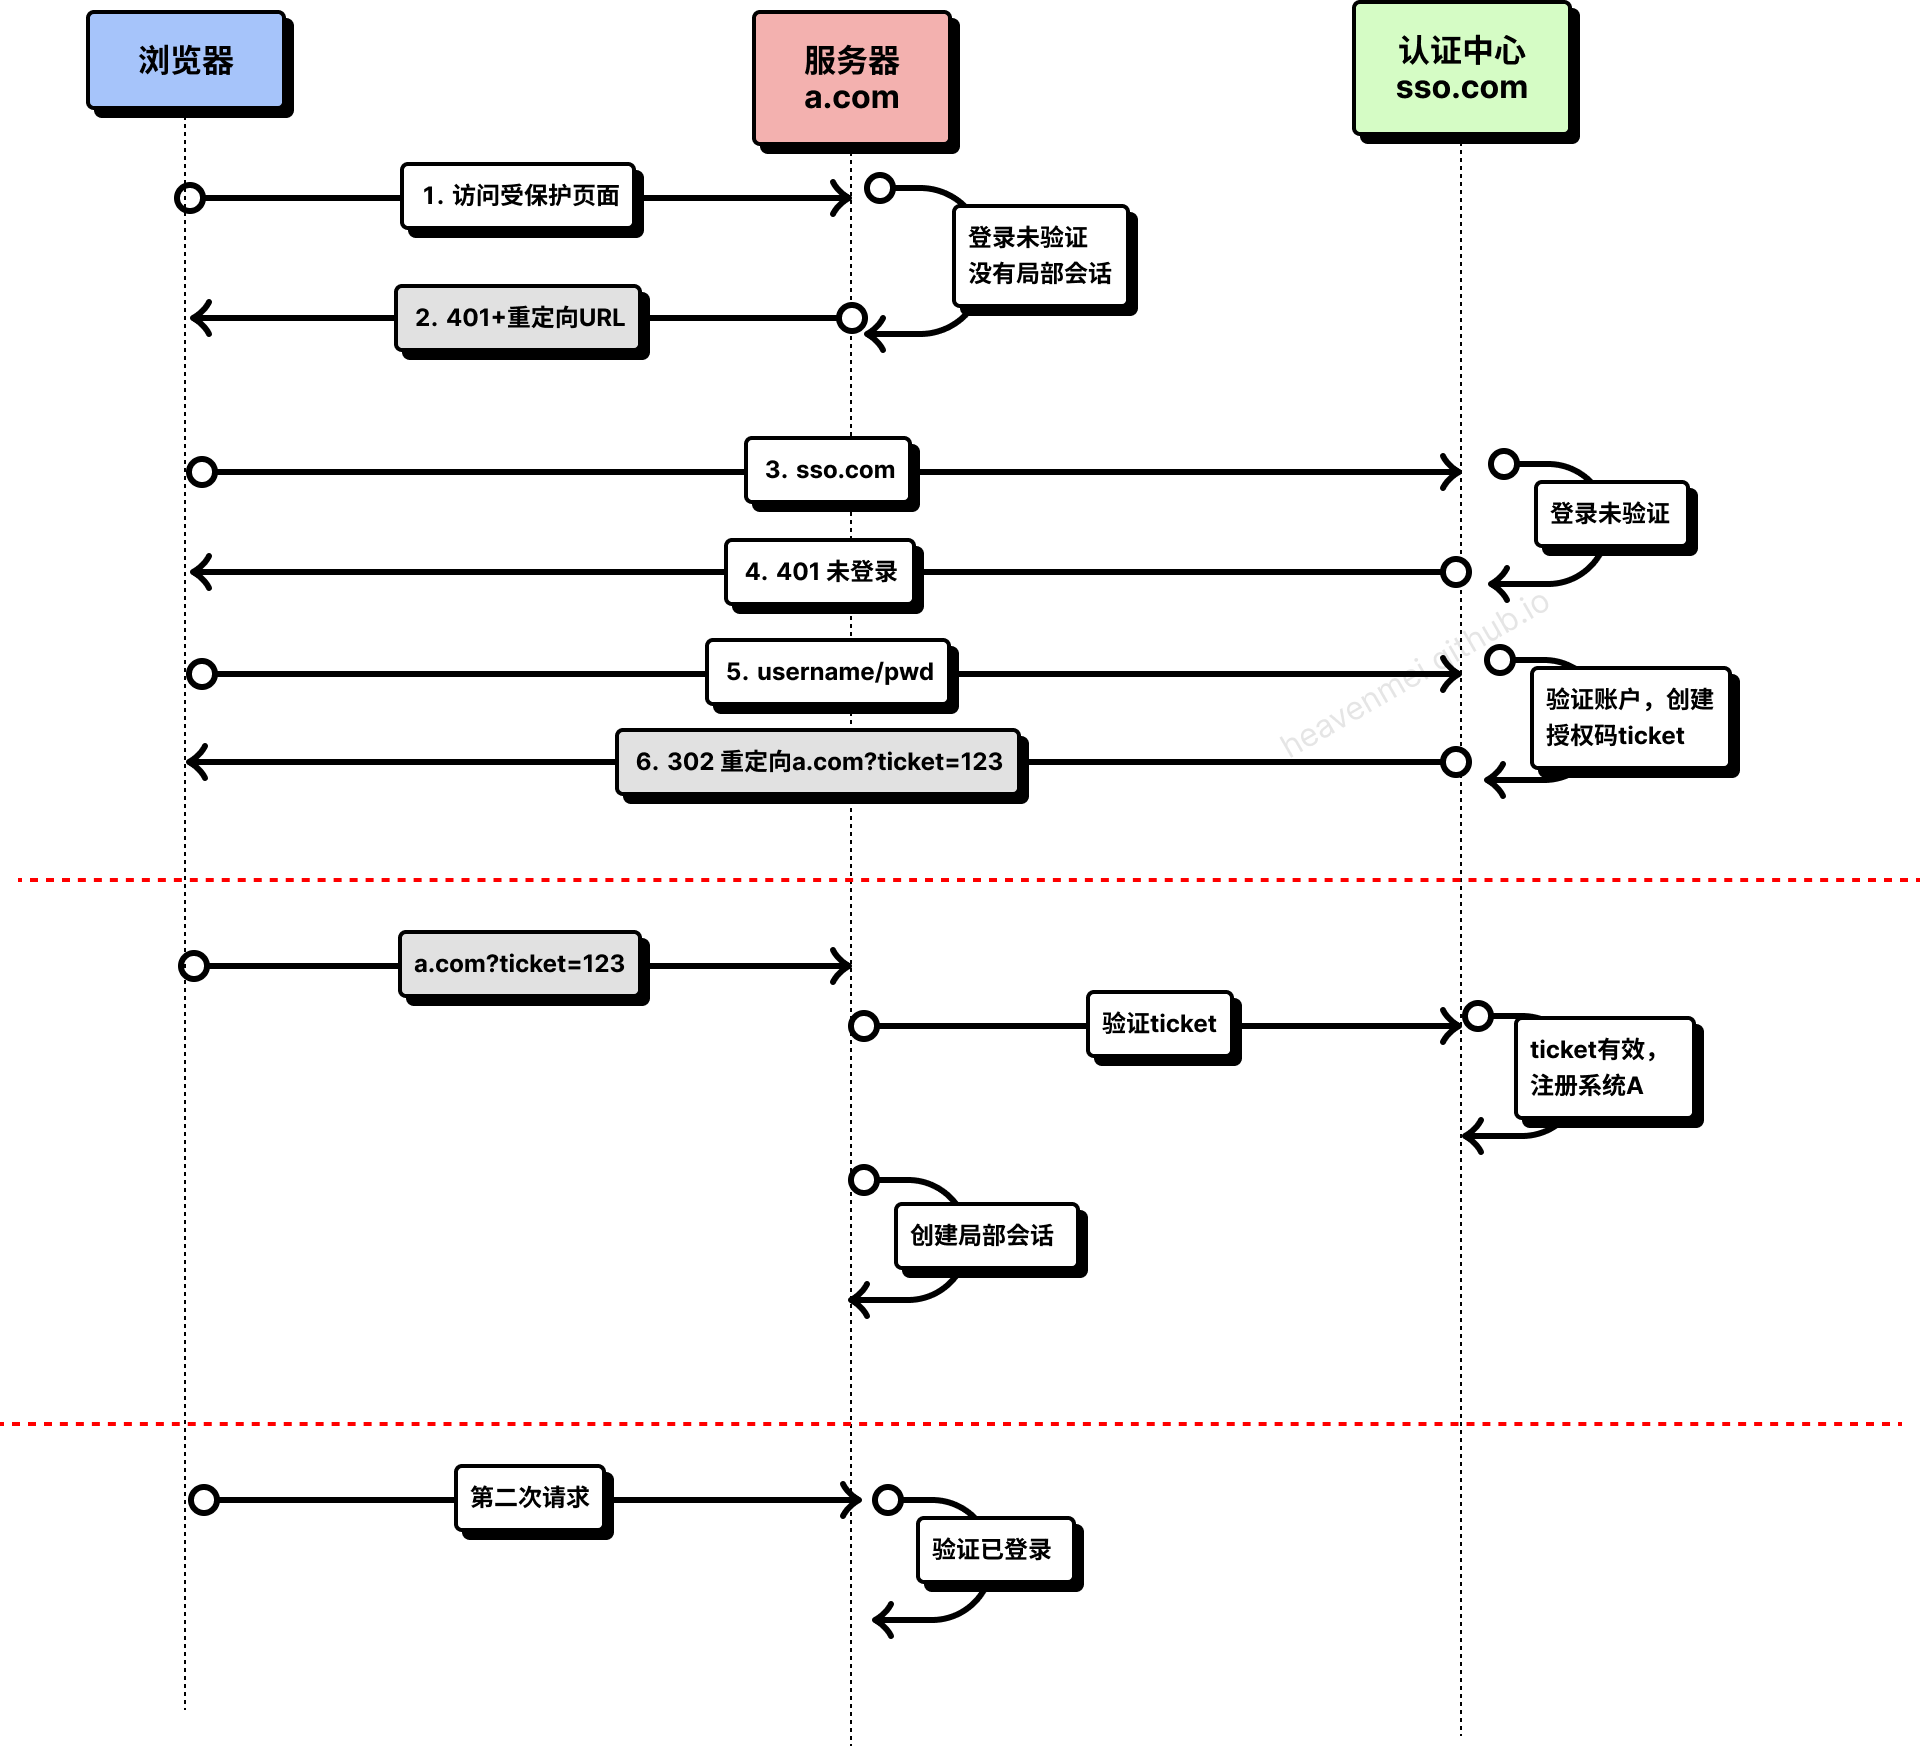 浏览器
服务器
a.com
认证中心
sso.com
1. 访问受保护页面
登录未验证
没有局部会话
2. 401+重定向URL
3. sso.com
登录未验证
4. 401 未登录
heavenmei.github.io
5. username/pwd
验证账户，创建
授权码ticket
6. 302 重定向a.com?ticket=123
a.com?ticket=123
验证ticket
ticket有效，
注册系统A
创建局部会话
第二次请求
验证已登录